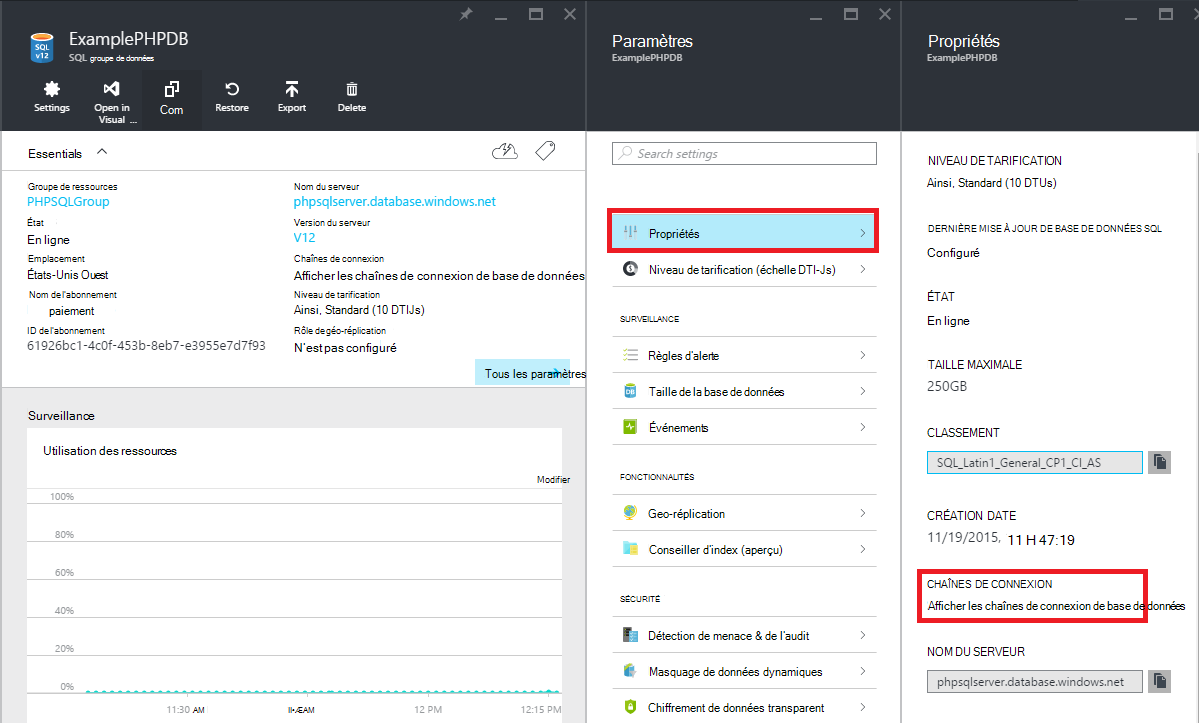 ExamplePHPDB
SQL groupe de données
SQL
v12
Settings
Open in
Visual ...
Com
Restore
Export
Delete
Essentials
Groupe de ressources
PHPSQLGroup
État
En ligne
Emplacement
États-Unis Ouest
Nom de l'abonnement
paiement
ID de l'abonnement
61926bc1-4c0f-453b-8eb7-e3955e7d7f93
Nom du serveur
phpsqlserver.database.windows.net
Version du serveur
V12
Chaînes de connexion
Afficher les chaînes de connexion de base de données
Niveau de tarification
Ainsi, Standard (10 DTIJs)
Rôle de géo-réplication
N'est pas configuré
Tous les paramètres
Surveillance
Utilisation des ressources
Modifier
100%
80%
60%
40%
20%
0%
11:30 AM
12 PM
12:15 PM
Paramètres
ExamplePHPDB
Search settings
Propriétés
Niveau de tarification (échelle DTI-Js)
SURVEILLANCE
Règles d'alerte
DB
Taille de la base de données
Événements
FONCTIONNALITÉS
Geo-réplication
Conseiller d'index (aperçu)
SÉCURITÉ
Détection de menace & de l'audit
Masquage de données dynamiques
Chiffrement de données transparent
Propriétés
ExamplePHPDB
NIVEAU DE TARIFICATION
Ainsi, Standard (10 DTUs)
DERNIÈRE MISE À JOUR DE BASE DE DONNÉES SQL
Configuré
ÉTAT
En ligne
TAILLE MAXIMALE
250GB
CLASSEMENT
SQL_Latin1_General_CP1_CI_AS
CRÉATION DATE
11/19/2015, 11 H 47:19
CHAÎNES DE CONNEXION
Afficher les chaînes de connexion de base de données
NOM DU SERVEUR
phpsqlserver.database.windows.net